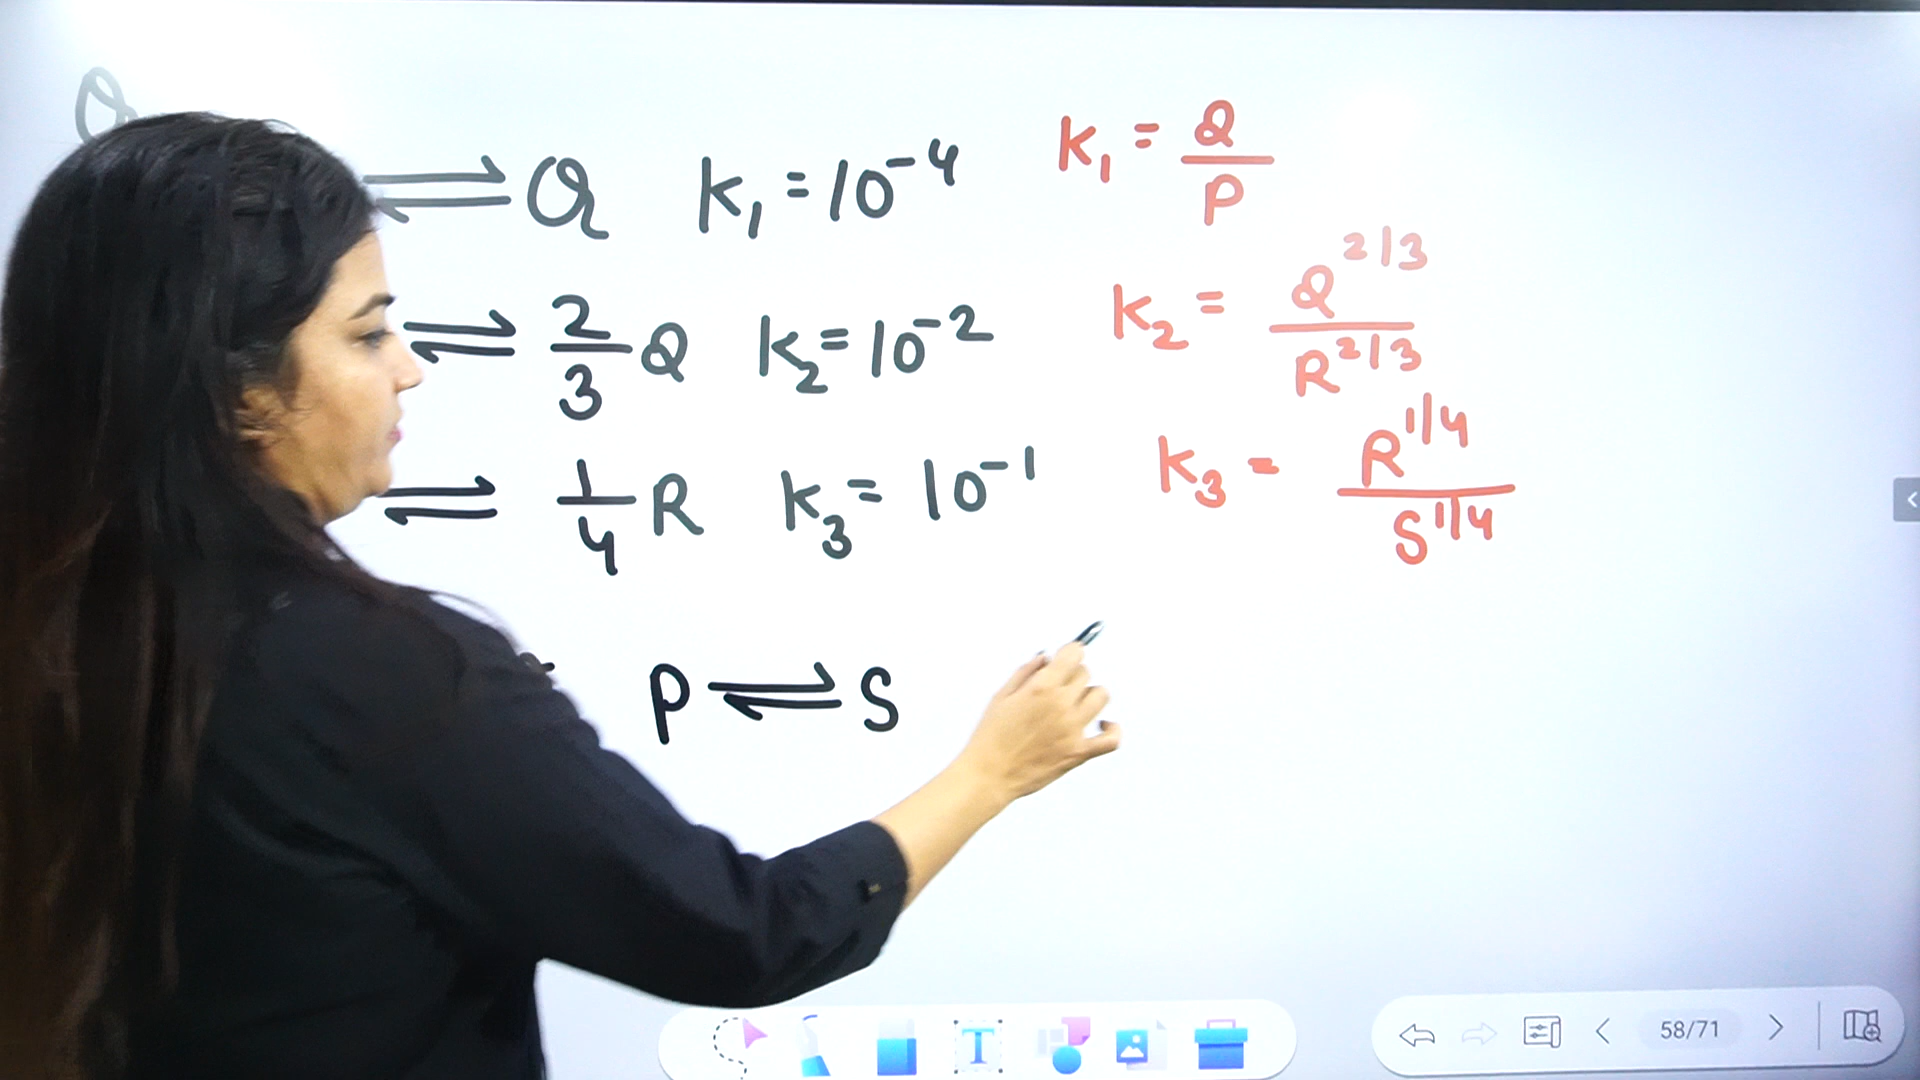 Q
⇌ Q K₁ = 10⁻⁴ K₁ = Q/P
⇌ 2/3 Q K₂ = 10⁻² K₂ = Q^2/3 / R^2/3
⇌ 1/4 R K₃ = 10⁻¹ K₃ = R^1/4 / S^1/4
P ⇌ S
T
58/71